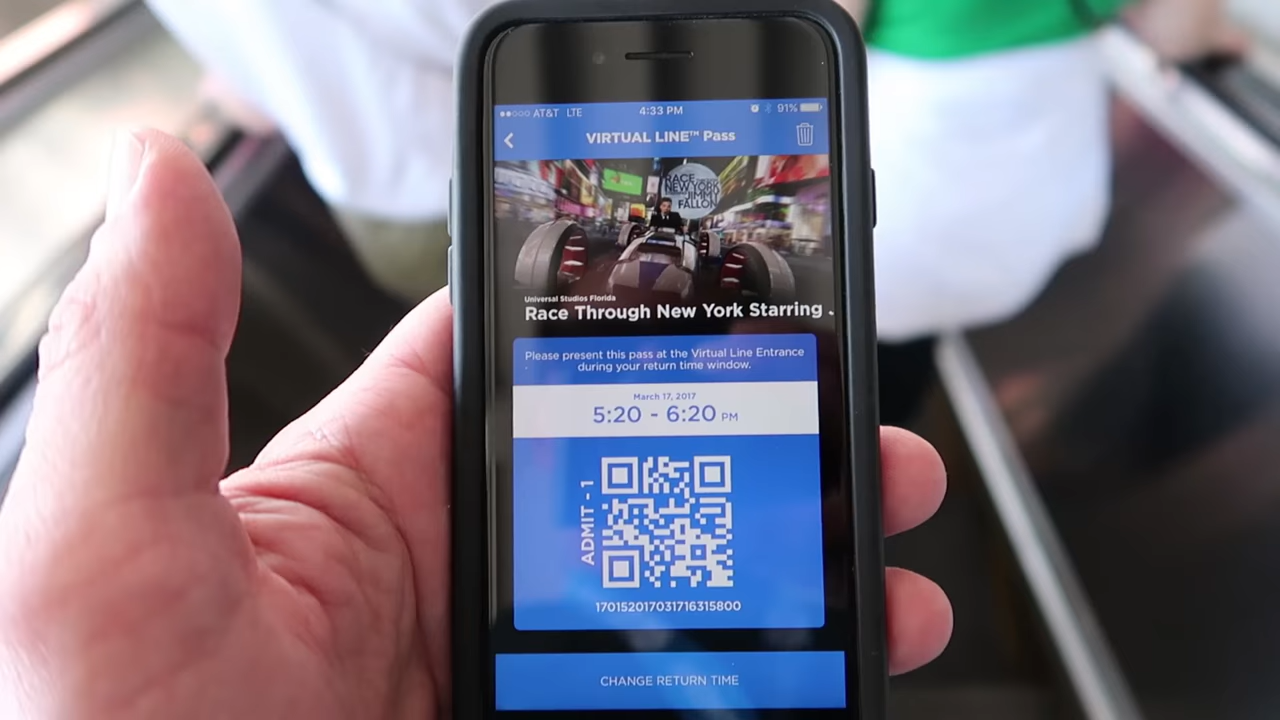 AT&T LTE 4:33 PM 91%
VIRTUAL LINE™ Pass
RACE
NEW YORK
JIMMY
FALLON
Universal Studios Florida
Race Through New York Starring
Please present this pass at the Virtual Line Entrance
during your return time window.
March 17, 2017
5:20 - 6:20 PM
ADMIT - 1
170152017031716315800
CHANGE RETURN TIME